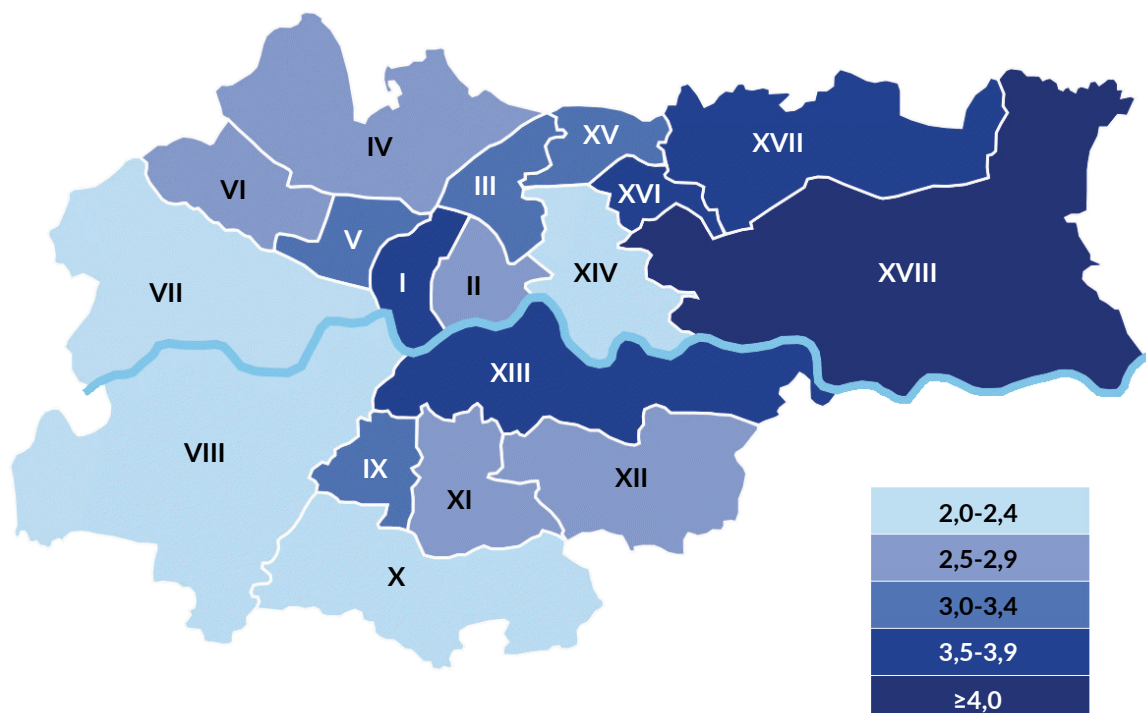 IV
XV
XVII
VI
III
XVI
V
VII
I
II
XIV
XVIII
XIII
VIII
IX
XI
XII
X
2,0-2,4
2,5-2,9
3,0-3,4
3,5-3,9
≥4,0